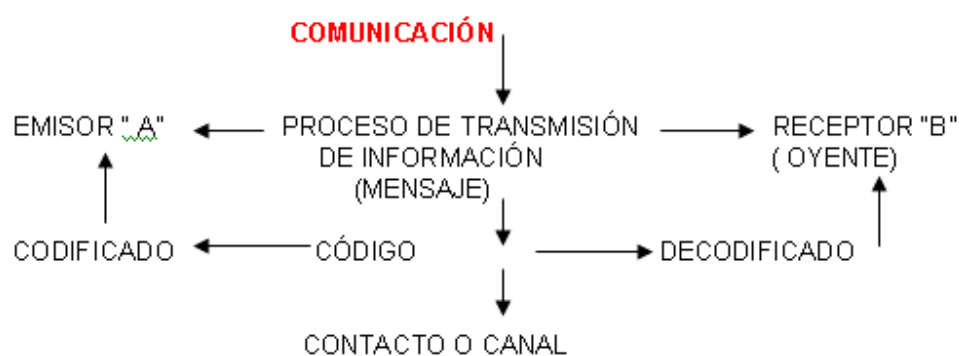 COMUNICACIÓN
EMISOR " A" PROCESO DE TRANSMISIÓN RECEPTOR "B"
DE INFORMACIÓN ( OYENTE)
(MENSAJE)
CODIFICADO CÓDIGO DECODIFICADO
CONTACTO O CANAL